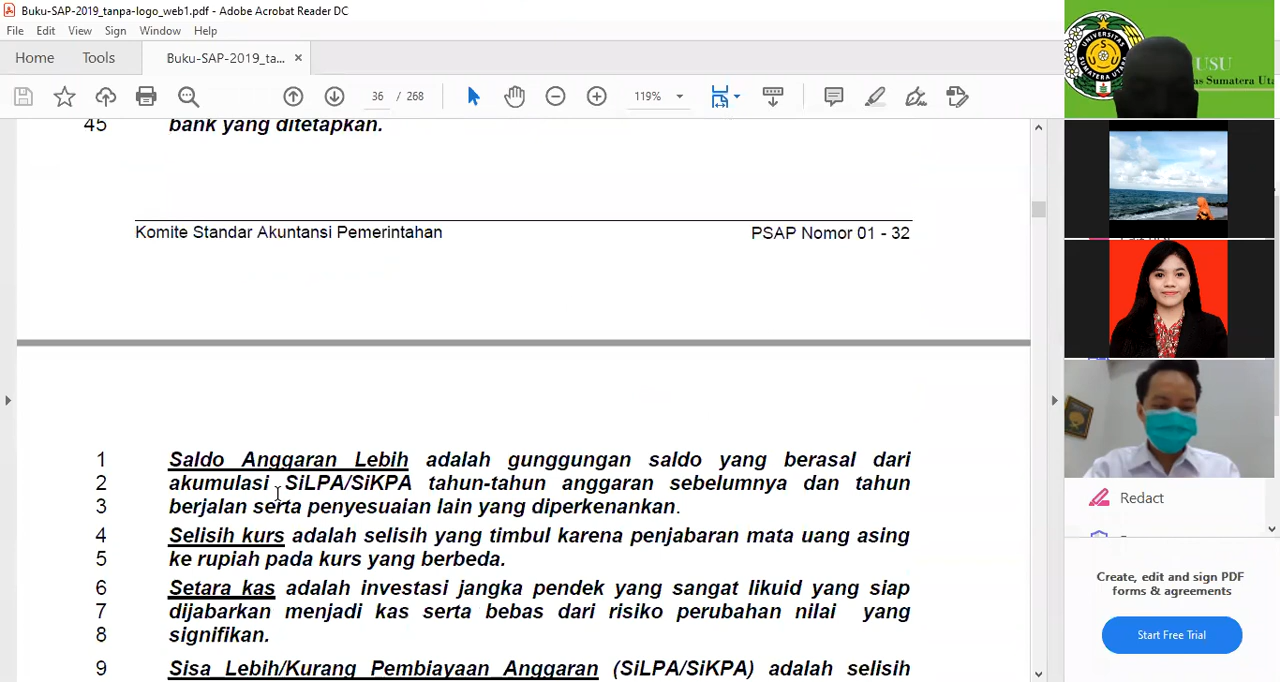 Buku-SAP-2019_tanpa-logo_web1.pdf - Adobe Acrobat Reader DC
File Edit View Sign Window Help
Home Tools Buku-SAP-2019_ta... ×
36 / 268 119%
45 bank yang ditetapkan.
Komite Standar Akuntansi Pemerintahan PSAP Nomor 01 - 32
1 Saldo Anggaran Lebih adalah gunggungan saldo yang berasal dari
2 akumulasi SiLPA/SiKPA tahun-tahun anggaran sebelumnya dan tahun
3 berjalan serta penyesuaian lain yang diperkenankan.
4 Selisih kurs adalah selisih yang timbul karena penjabaran mata uang asing
5 ke rupiah pada kurs yang berbeda.
6 Setara kas adalah investasi jangka pendek yang sangat likuid yang siap
7 dijabarkan menjadi kas serta bebas dari risiko perubahan nilai yang
8 signifikan.
9 Sisa Lebih/Kurang Pembiayaan Anggaran (SiLPA/SiKPA) adalah selisih
UNIVERSITAS SUMATERA UTARA
USU
as Sumatera Uta
Redact
Create, edit and sign PDF
forms & agreements
Start Free Trial